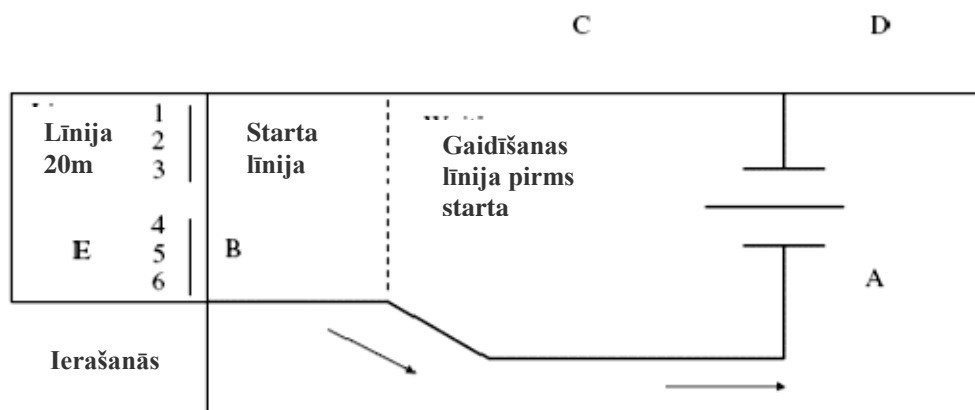 C
D
1
2
3
Līnija
20m
Starta
līnija
Gaidīšanas
līnija pirms
starta
4
5
6
E
B
A
Ierašanās